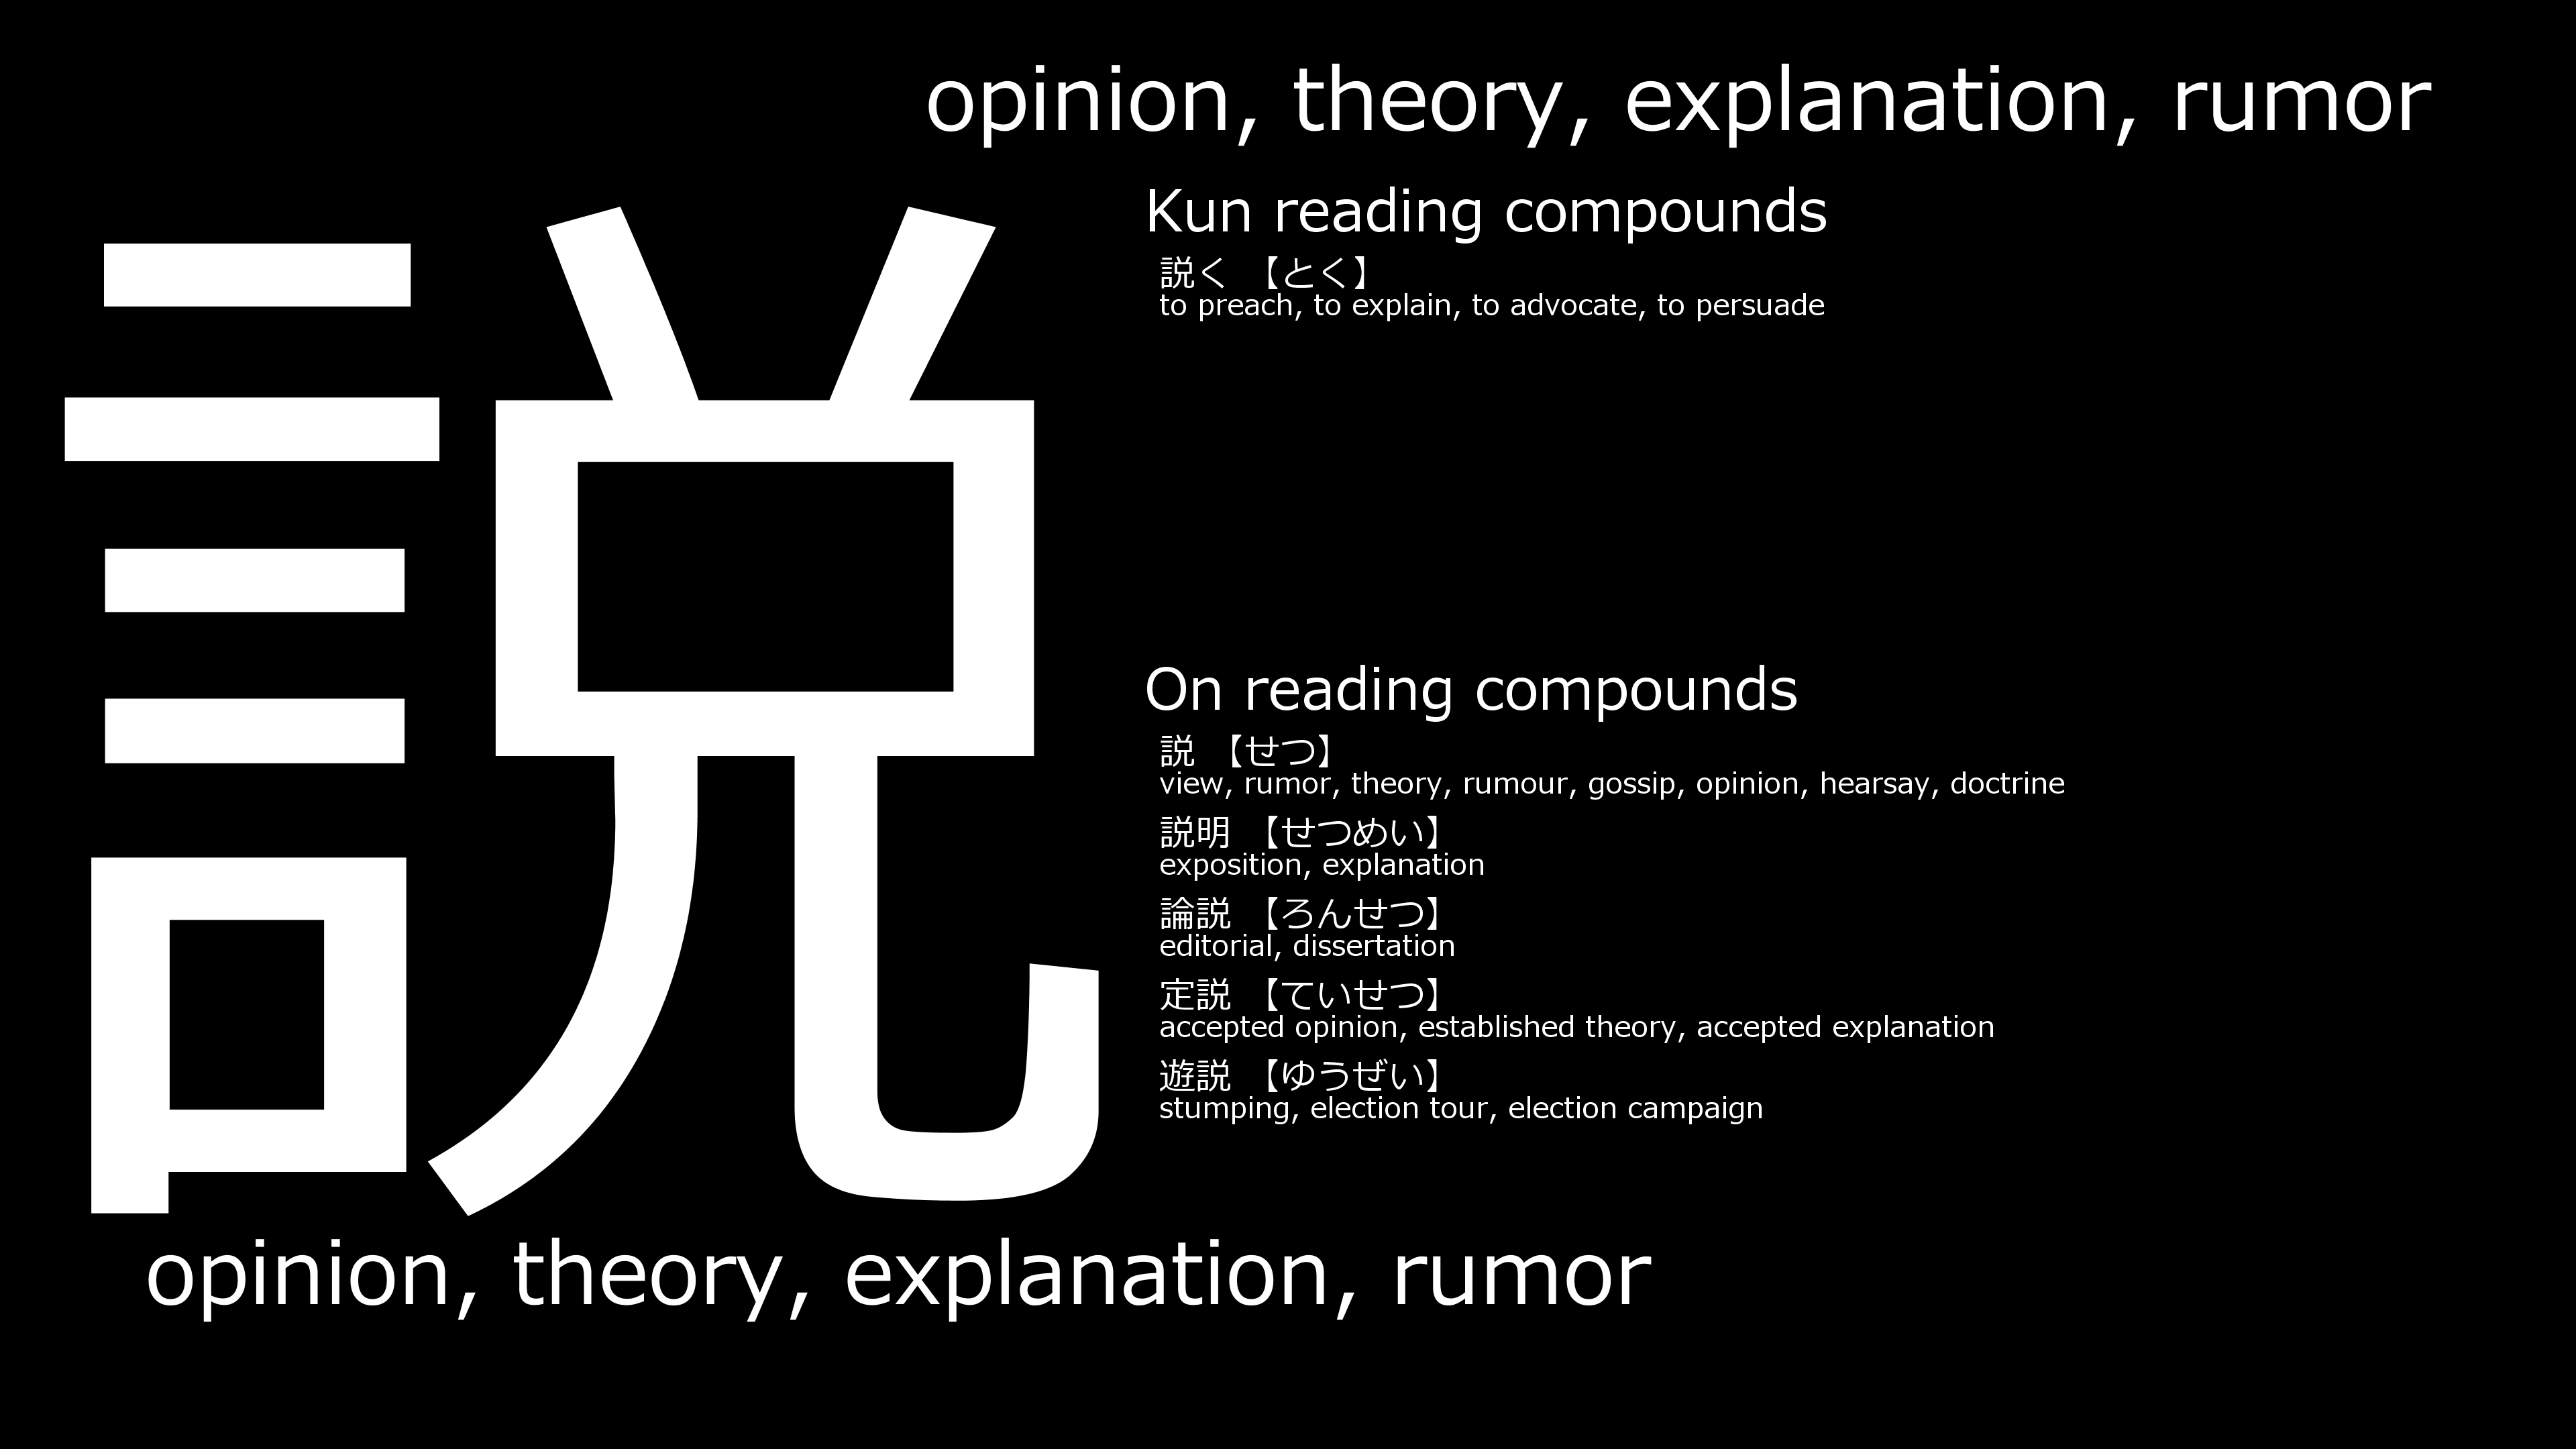 opinion, theory, explanation, rumor
説
Kun reading compounds
説く 【とく】
to preach, to explain, to advocate, to persuade
On reading compounds
説 【せつ】
view, rumor, theory, rumour, gossip, opinion, hearsay, doctrine
説明 【せつめい】
exposition, explanation
論説 【ろんせつ】
editorial, dissertation
定説 【ていせつ】
accepted opinion, established theory, accepted explanation
遊説 【ゆうぜい】
stumping, election tour, election campaign
opinion, theory, explanation, rumor